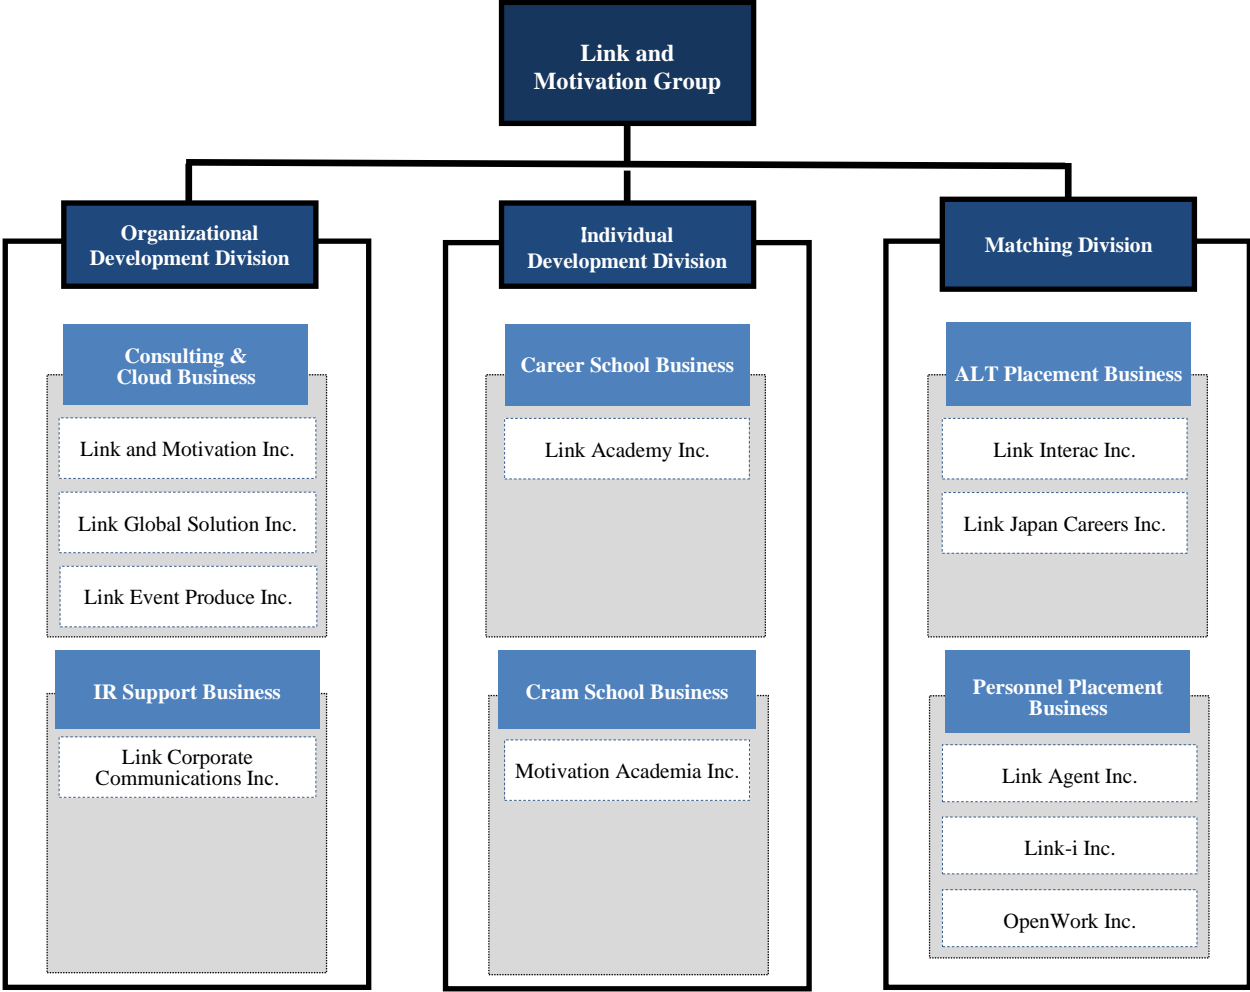 Link and
Motivation Group
Organizational
Development Division
Consulting &
Cloud Business
Link and Motivation Inc.
Link Global Solution Inc.
Link Event Produce Inc.
IR Support Business
Link Corporate
Communications Inc.
Individual
Development Division
Career School Business
Link Academy Inc.
Cram School Business
Motivation Academia Inc.
Matching Division
ALT Placement Business
Link Interac Inc.
Link Japan Careers Inc.
Personnel Placement
Business
Link Agent Inc.
Link-i Inc.
OpenWork Inc.